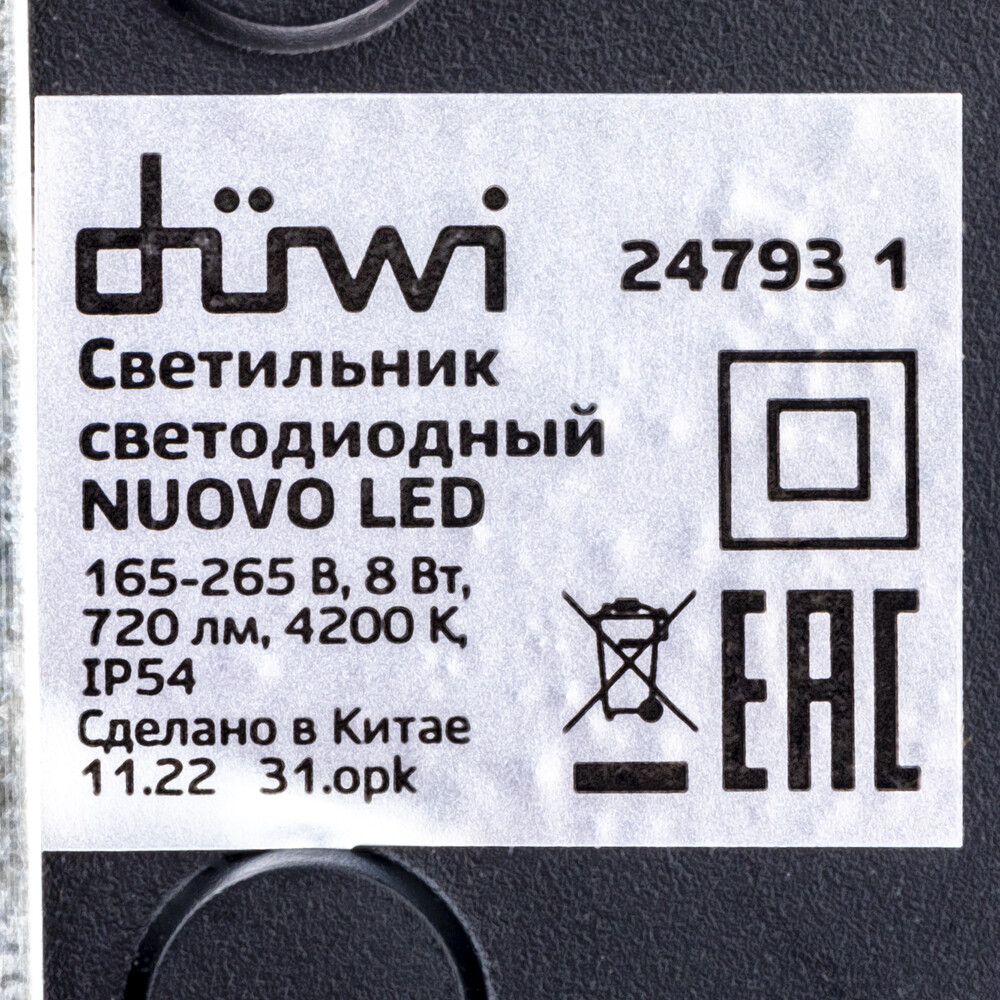 düwi
24793 1
Светильник
светодиодный
NUOVO LED
165-265 В, 8 Вт,
720 лм, 4200 К,
IP54
Сделано в Китае
11.22 31.opk
EAC